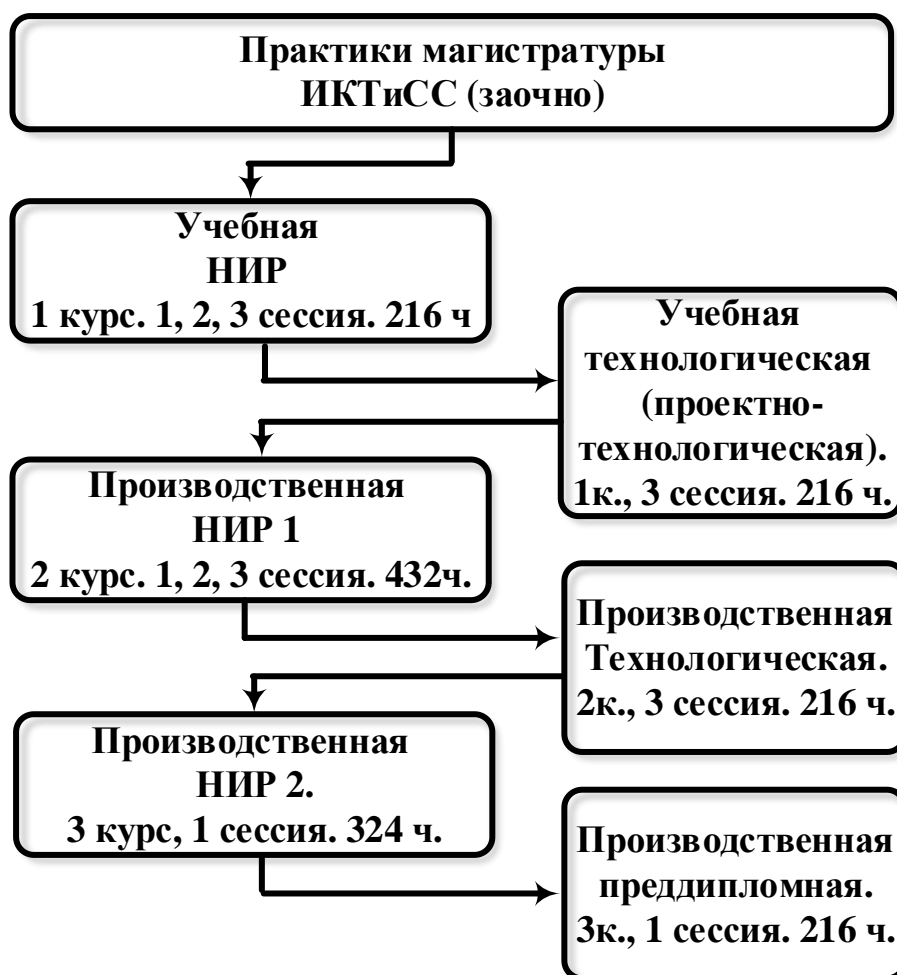 Практики магистратуры
ИКТиСС (заочно)
Учебная
НИР
1 курс. 1, 2, 3 сессия. 216 ч
Учебная
технологическая
(проектно-
технологическая).
1к., 3 сессия. 216 ч.
Производственная
НИР 1
2 курс. 1, 2, 3 сессия. 432ч.
Производственная
Технологическая.
2к., 3 сессия. 216 ч.
Производственная
НИР 2.
3 курс, 1 сессия. 324 ч.
Производственная
преддипломная.
3к., 1 сессия. 216 ч.